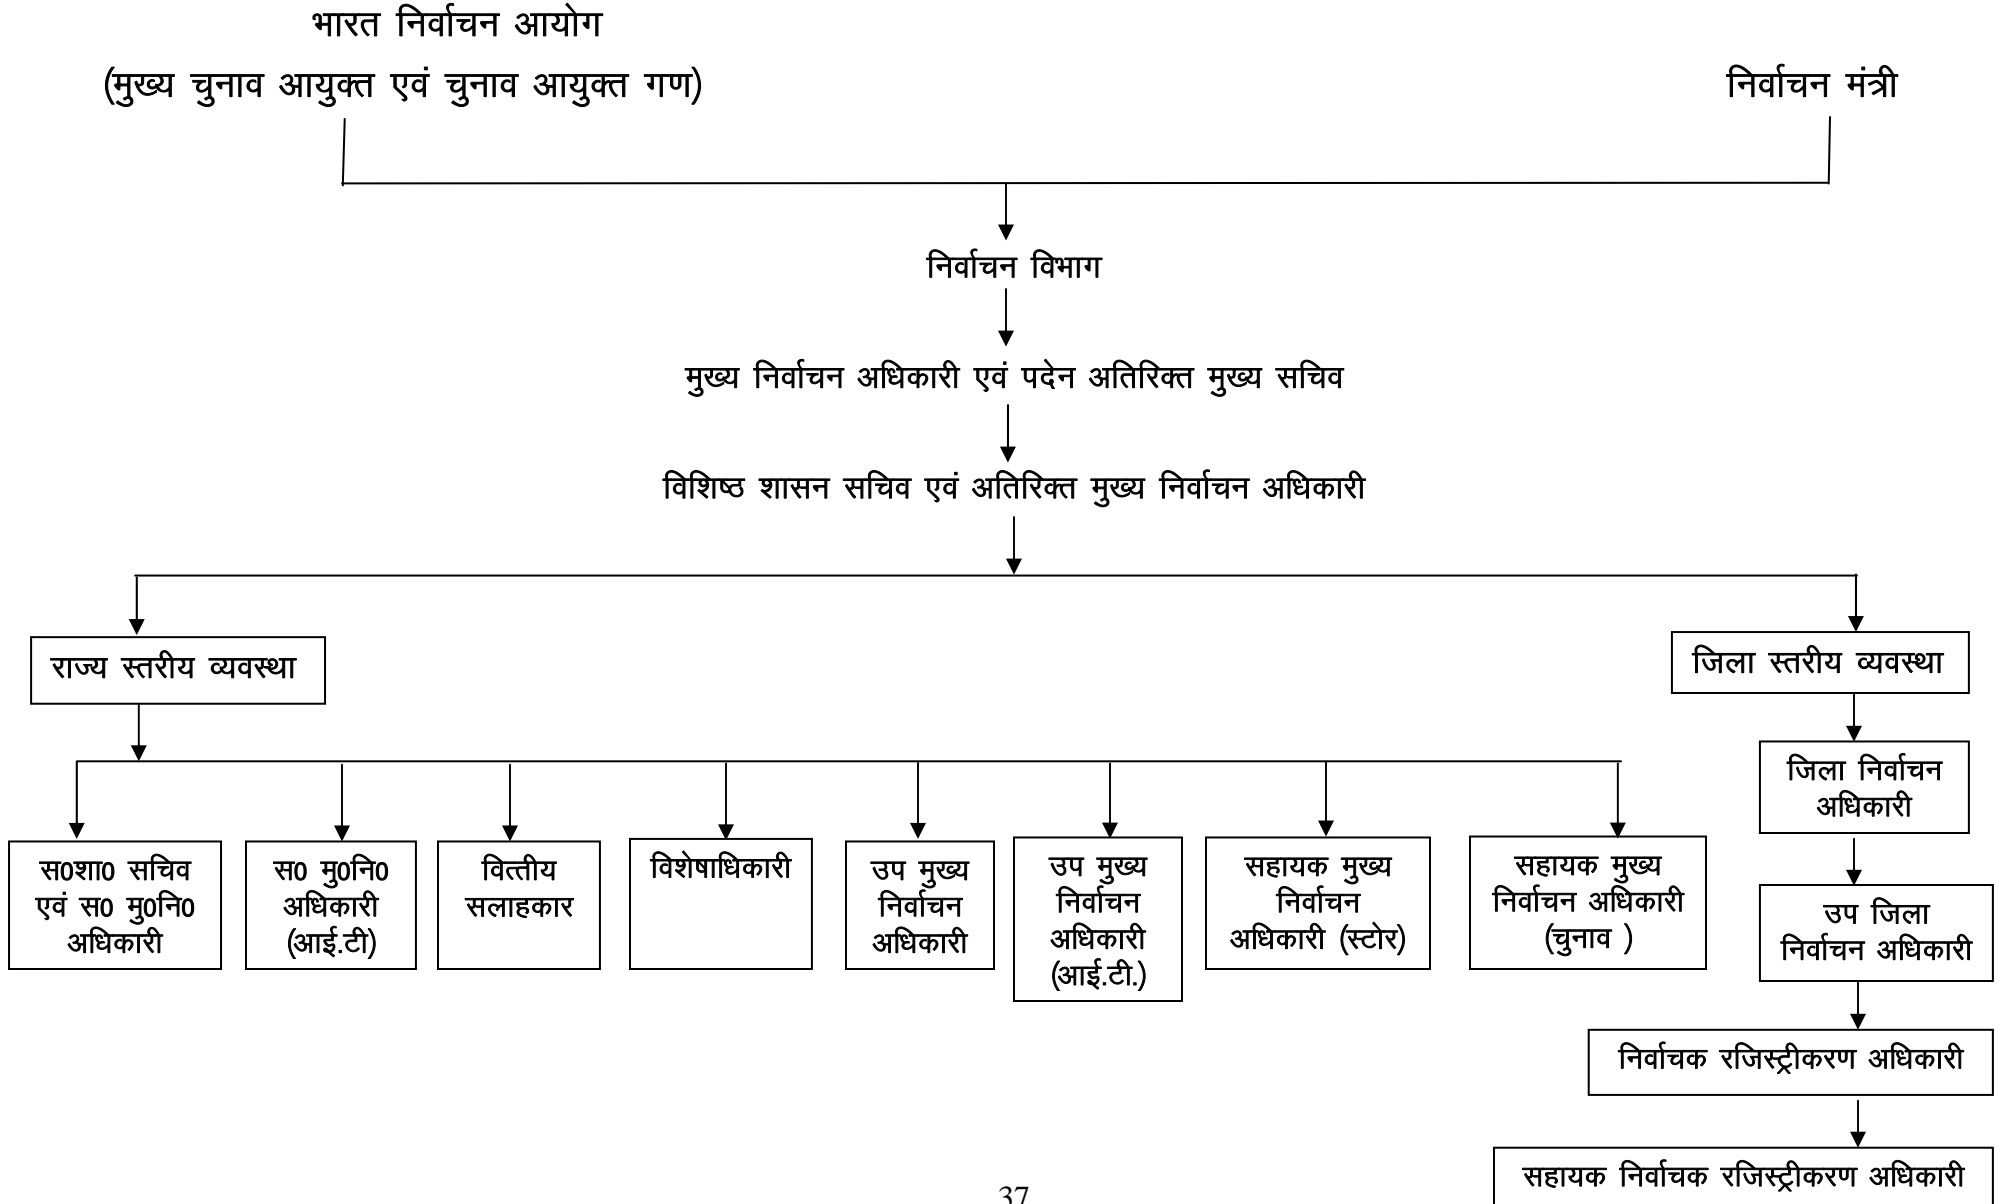 भारत निर्वाचन आयोग
(मुख्य चुनाव आयुक्त एवं चुनाव आयुक्त गण)
निर्वाचन मंत्री
निर्वाचन विभाग
मुख्य निर्वाचन अधिकारी एवं पदेन अतिरिक्त मुख्य सचिव
विशिष्ठ शासन सचिव एवं अतिरिक्त मुख्य निर्वाचन अधिकारी
राज्य स्तरीय व्यवस्था
जिला स्तरीय व्यवस्था
स0शा0 सचिव
एवं स0 मु0नि0
अधिकारी
स0 मु0नि0
अधिकारी
(आई.टी)
वित्तीय
सलाहकार
विशेषाधिकारी
उप मुख्य
निर्वाचन
अधिकारी
उप मुख्य
निर्वाचन
अधिकारी
(आई.टी.)
सहायक मुख्य
निर्वाचन
अधिकारी (स्टोर)
सहायक मुख्य
निर्वाचन अधिकारी
(चुनाव )
जिला निर्वाचन
अधिकारी
उप जिला
निर्वाचन अधिकारी
निर्वाचक रजिस्ट्रीकरण अधिकारी
सहायक निर्वाचक रजिस्ट्रीकरण अधिकारी
37